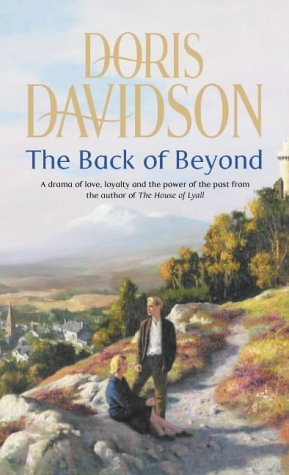 DORIS
DAVIDSON
The Back of Beyond
A drama of love, loyalty and the power of the past from
the author of The House of Lyall